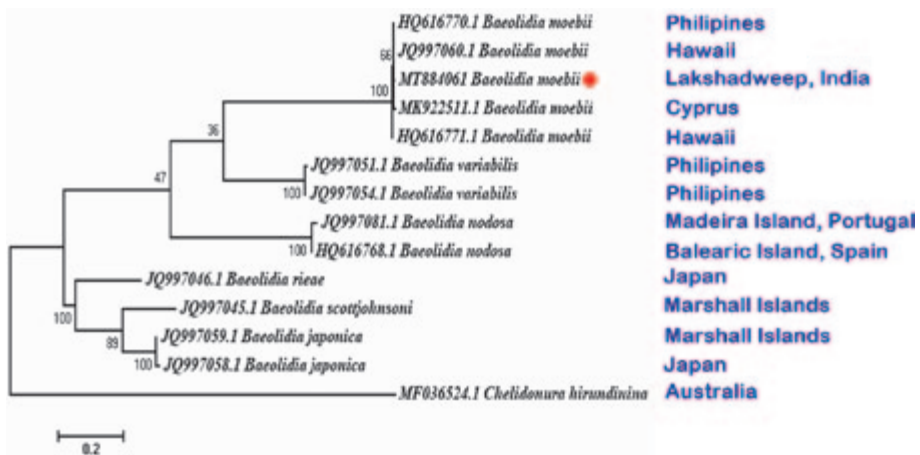 HQ616770.1 Baeolidia moebii Philipines
JQ997060.1 Baeolidia moebii Hawaii
66
MT884061 Baeolidia moebii Lakshadweep, India
100
MK922511.1 Baeolidia moebii Cyprus
HQ616771.1 Baeolidia moebii Hawaii
36
JQ997051.1 Baeolidia variabilis Philipines
47
100 JQ997054.1 Baeolidia variabilis Philipines
JQ997081.1 Baeolidia nodosa Madeira Island, Portugal
100 HQ616768.1 Baeolidia nodosa Balearic Island, Spain
JQ997046.1 Baeolidia rieae Japan
JQ997045.1 Baeolidia scottjohnsoni Marshall Islands
100
JQ997059.1 Baeolidia japonica Marshall Islands
89
100 JQ997058.1 Baeolidia japonica Japan
MF036524.1 Chelidonura hirundinina Australia
0.2